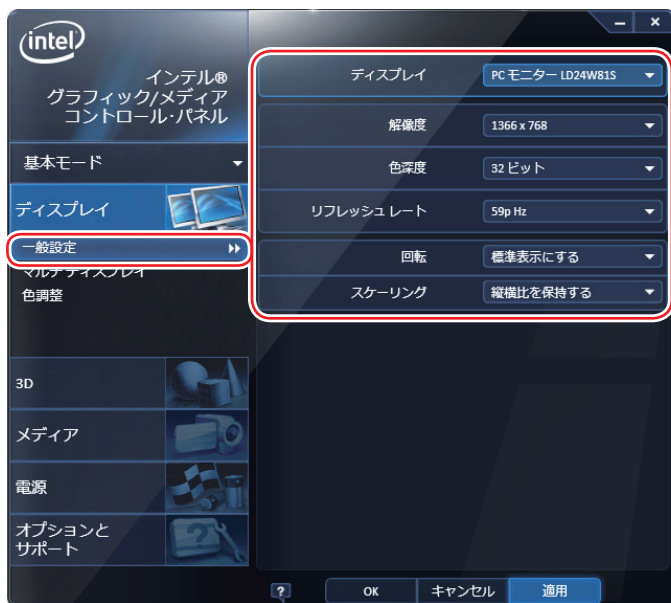 intel
インテル®
グラフィック/メディア
コントロール・パネル
基本モード
ディスプレイ
一般設定
マルチディスプレイ
色調整
3D
メディア
電源
オプションと
サポート
ディスプレイ PC モニター LD24W81S
解像度 1366 x 768
色深度 32 ビット
リフレッシュ レート 59p Hz
回転 標準表示にする
スケーリング 縦横比を保持する
? OK キャンセル 適用